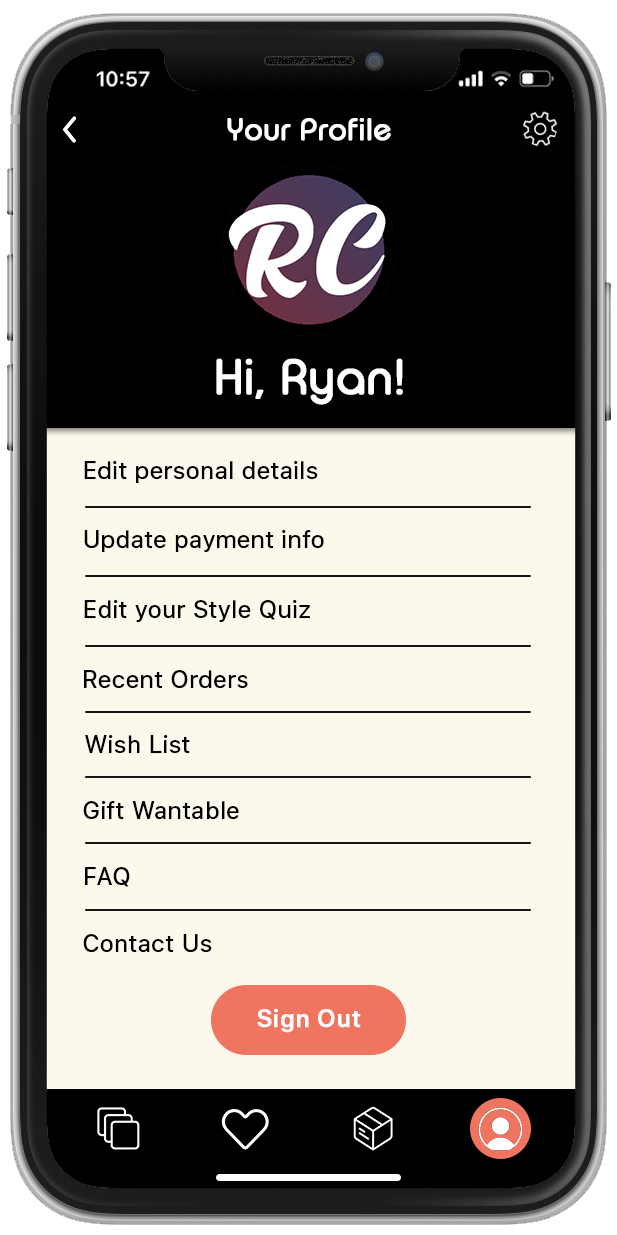 10:57
Your Profile
RC
Hi, Ryan!
Edit personal details
Update payment info
Edit your Style Quiz
Recent Orders
Wish List
Gift Wantable
FAQ
Contact Us
Sign Out